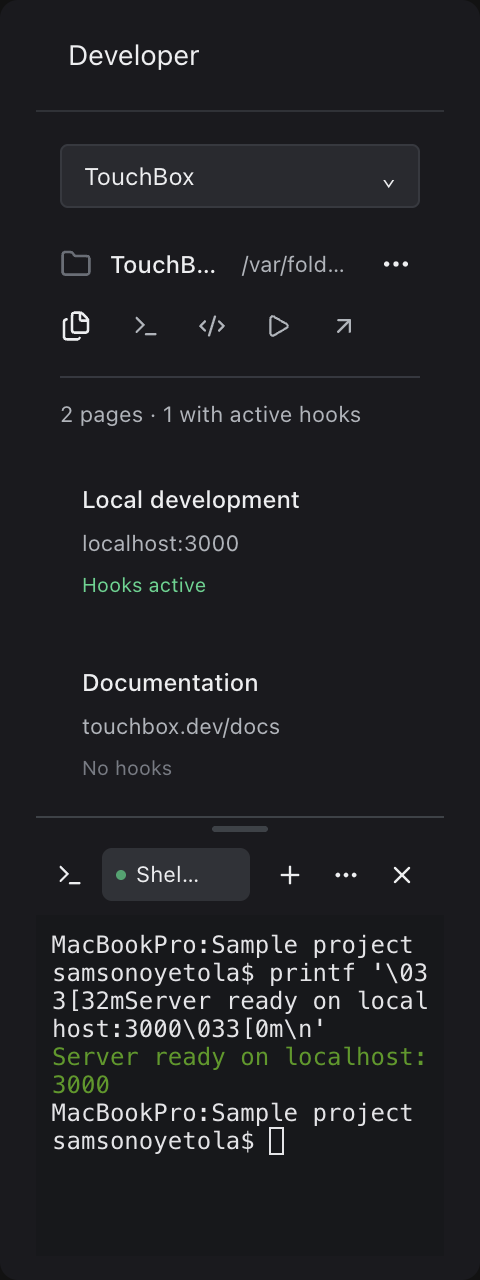 Developer
TouchBox
TouchB... /var/fold...
2 pages · 1 with active hooks
Local development
localhost:3000
Hooks active
Documentation
touchbox.dev/docs
No hooks
Shel...
MacBookPro:Sample project
samsonoyetola$ printf '\03
3[32mServer ready on local
host:3000\033[0m\n'
Server ready on localhost:
3000
MacBookPro:Sample project
samsonoyetola$